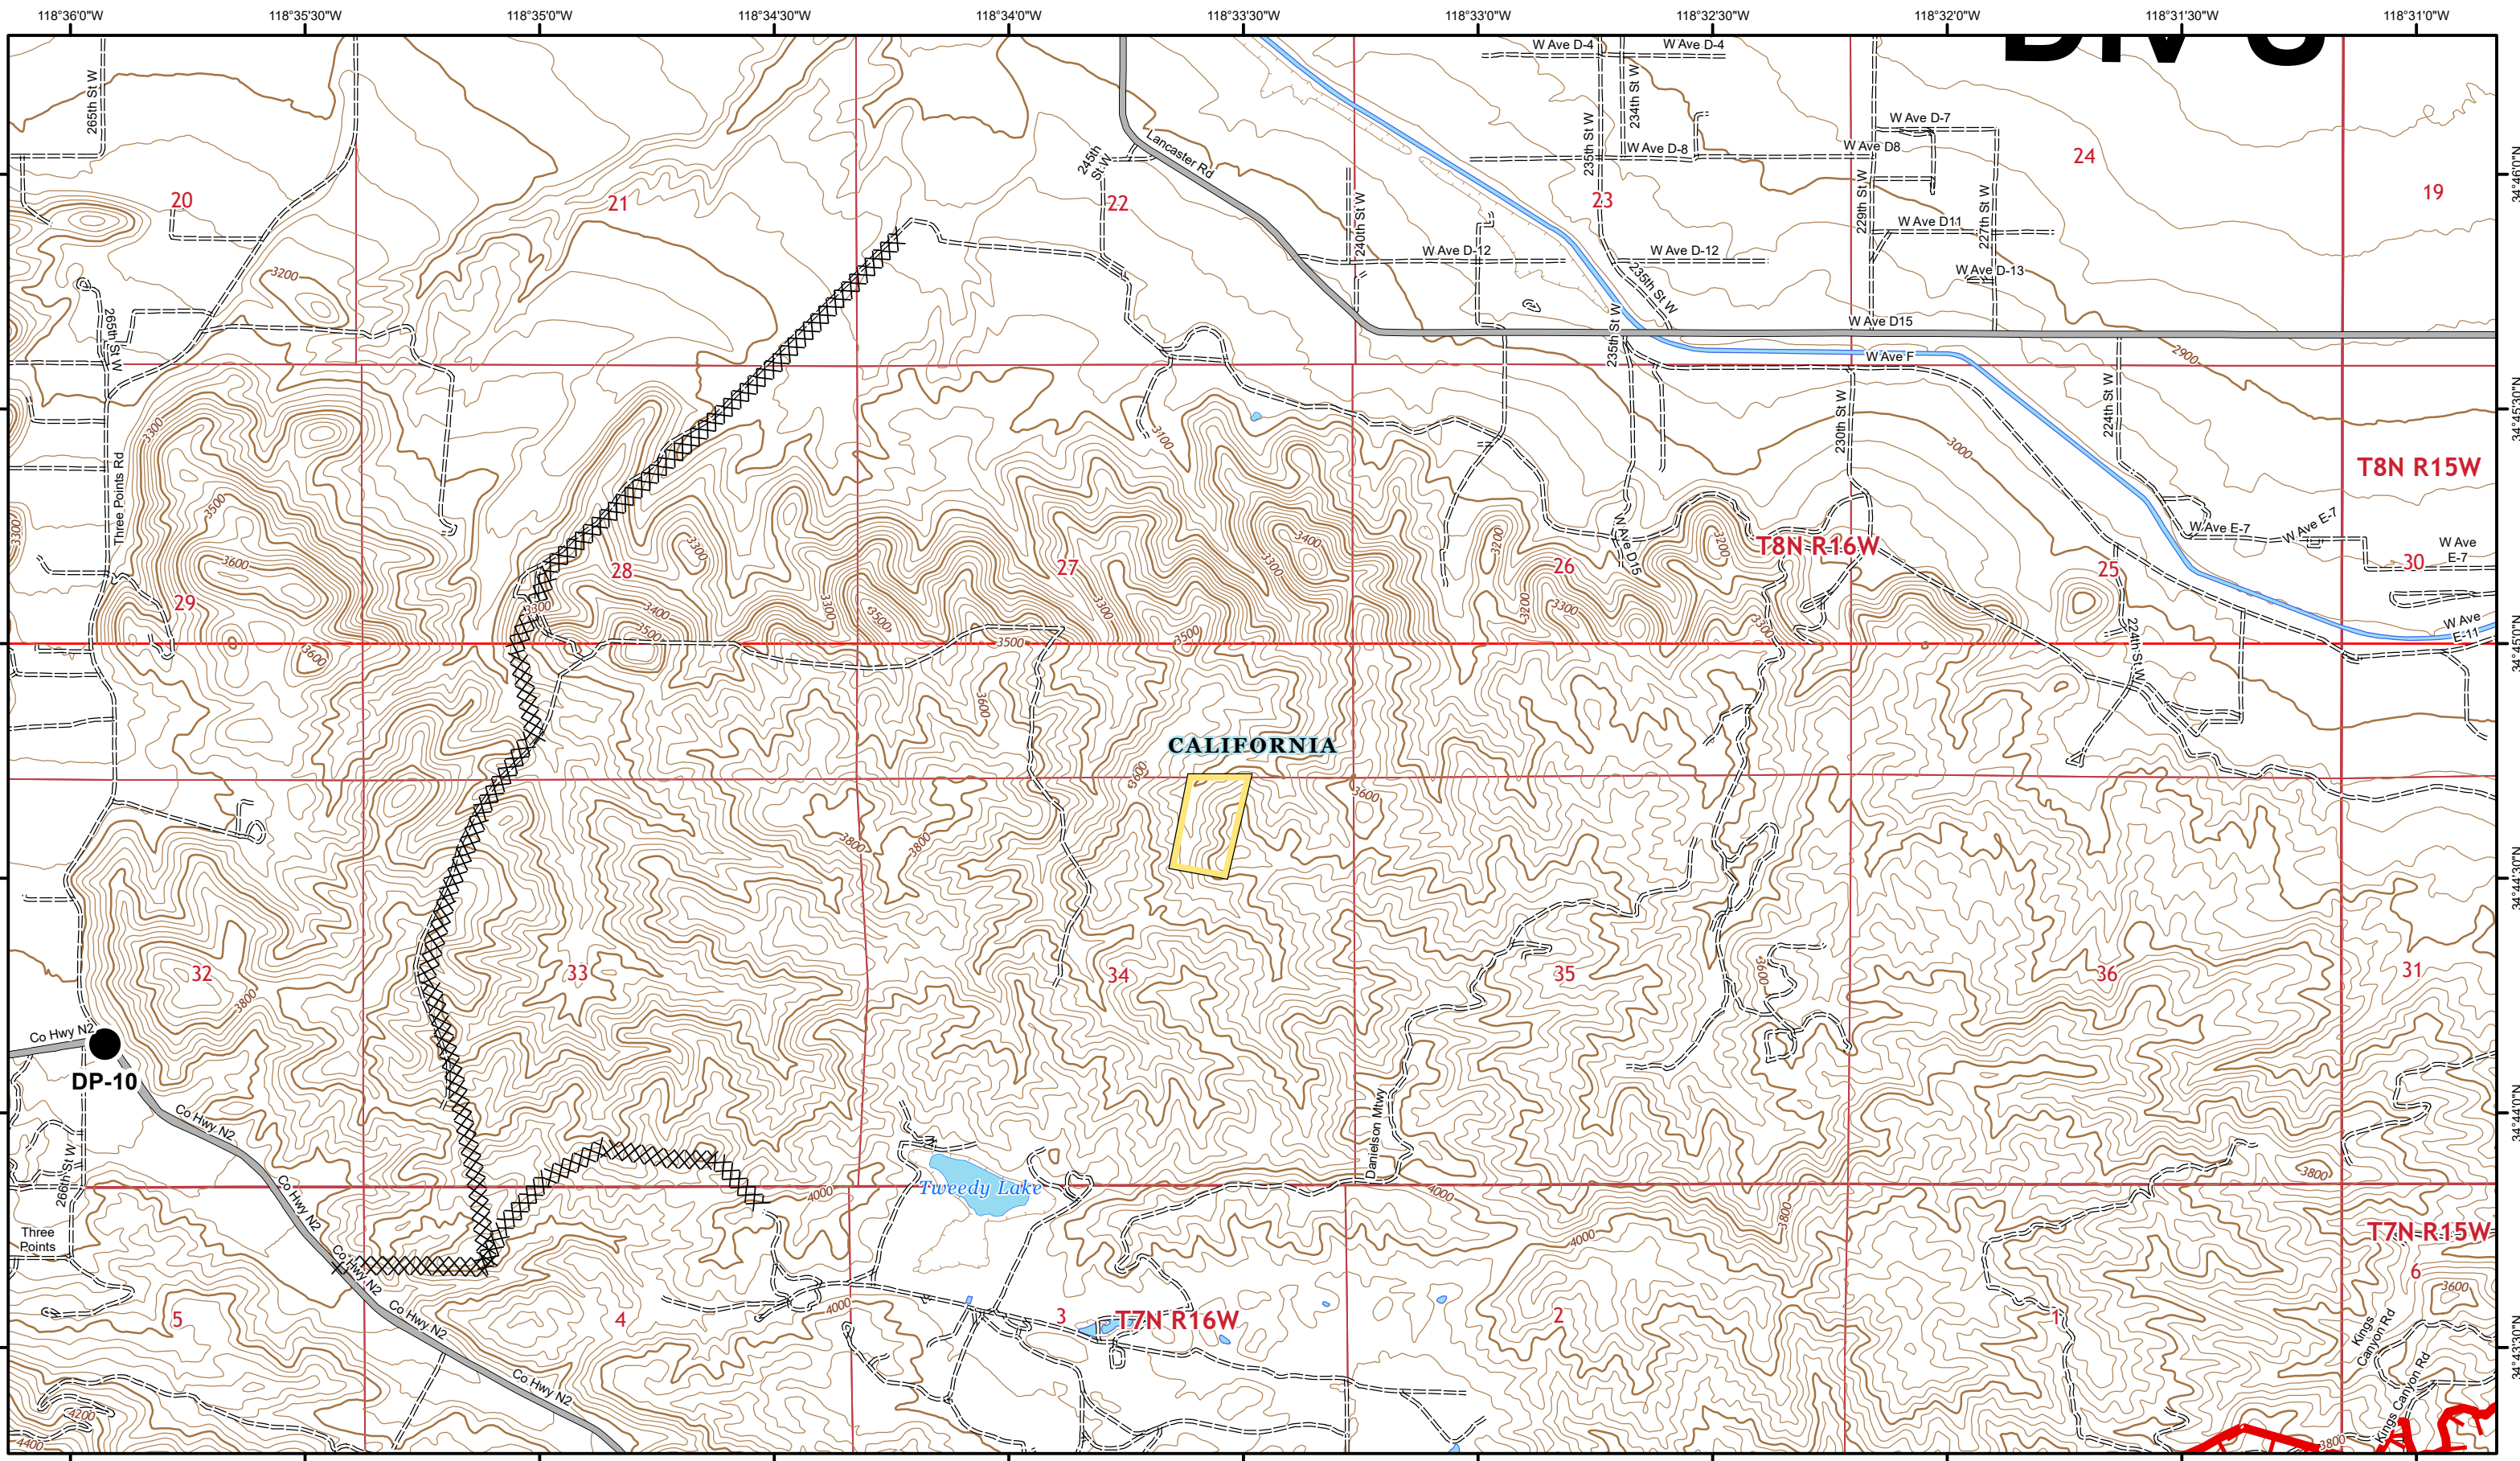 118°36'0"W 118°35'30"W 118°35'0"W 118°34'30"W 118°34'0"W 118°33'30"W 118°33'0"W 118°32'30"W 118°32'0"W 118°31'30"W 118°31'0"W
W Ave D-4 W Ave D-4
265th St W
234th St W
W Ave D-7
Lancaster Rd
235th St W
W Ave D-8
W Ave D8
24
245th
St W
34°46'0"N
20
21
22
23
19
229th St W
227th St W
240th St W
W Ave D11
W Ave D-12
W Ave D-12
3200
235th St W
W Ave D-13
265th St W
235th St W
W Ave D15
W Ave F
2900
34°45'30"N
224th St W
230th St W
3300
3100
3000
T8N R15W
Three Points Rd
3500
3300
W Ave E-7
W Ave E-7
W Ave
E-7
3300
3400
3200
3200
W Ave D15
T8N R16W
3600
3300
28
27
26
25
30
29
3300
3400
3300
3500
3300
3200
3300
3300
3500
3600
3500
3500
34°45'0"N
W Ave
E-11
224th St W
3600
CALIFORNIA
3600
3600
3800
3800
34°44'30"N
32
33
34
35
36
31
3800
3600
Co Hwy N2
DP-10
34°44'0"N
Co Hwy N2
Danielson Mtwy
266th St W
Co Hwy N2
4000
Tweedy Lake
4000
3800
3800
Three
Points
4000
T7N R15W
Co Hwy N2
6
3600
5
Co Hwy N2
4
4000
3
T7N R16W
2
1
34°43'30"N
Kings
Canyon Rd
Co Hwy N2
Kings Canyon Rd
4200
4400
3800